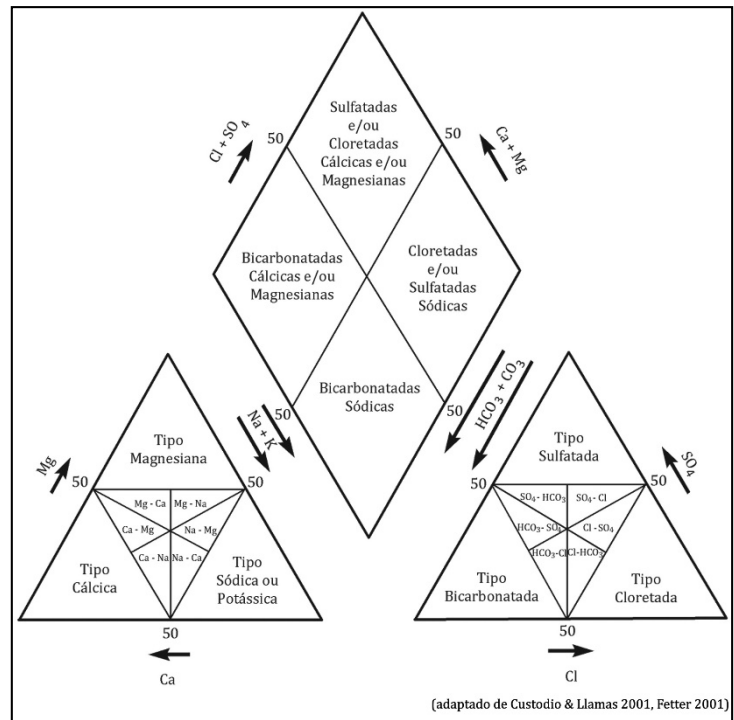 Sulfatadas
e/ou
Cloretadas
Cálcicas e/ou
Magnesianas
50
50
Cl + SO4
Ca + Mg
Bicarbonatadas
Cálcicas e/ou
Magnesianas
Cloretadas
e/ou
Sulfatadas
Sódicas
Bicarbonatadas
Sódicas
50
50
Na + K
HCO3 + CO3
Mg
50
50
Tipo
Magnesiana
Mg - Ca
Mg - Na
Ca - Mg
Na - Mg
Ca - Na
Na - Ca
Tipo
Cálcica
Tipo
Sódica ou
Potássica
50
Ca
Tipo
Sulfatada
50
50
SO4
SO4 - HCO3
SO4 - Cl
HCO3 - SO4
Cl - SO4
HCO3 - Cl
Cl - HCO3
Tipo
Bicarbonatada
Tipo
Cloretada
50
Cl
(adaptado de Custodio & Llamas 2001, Fetter 2001)